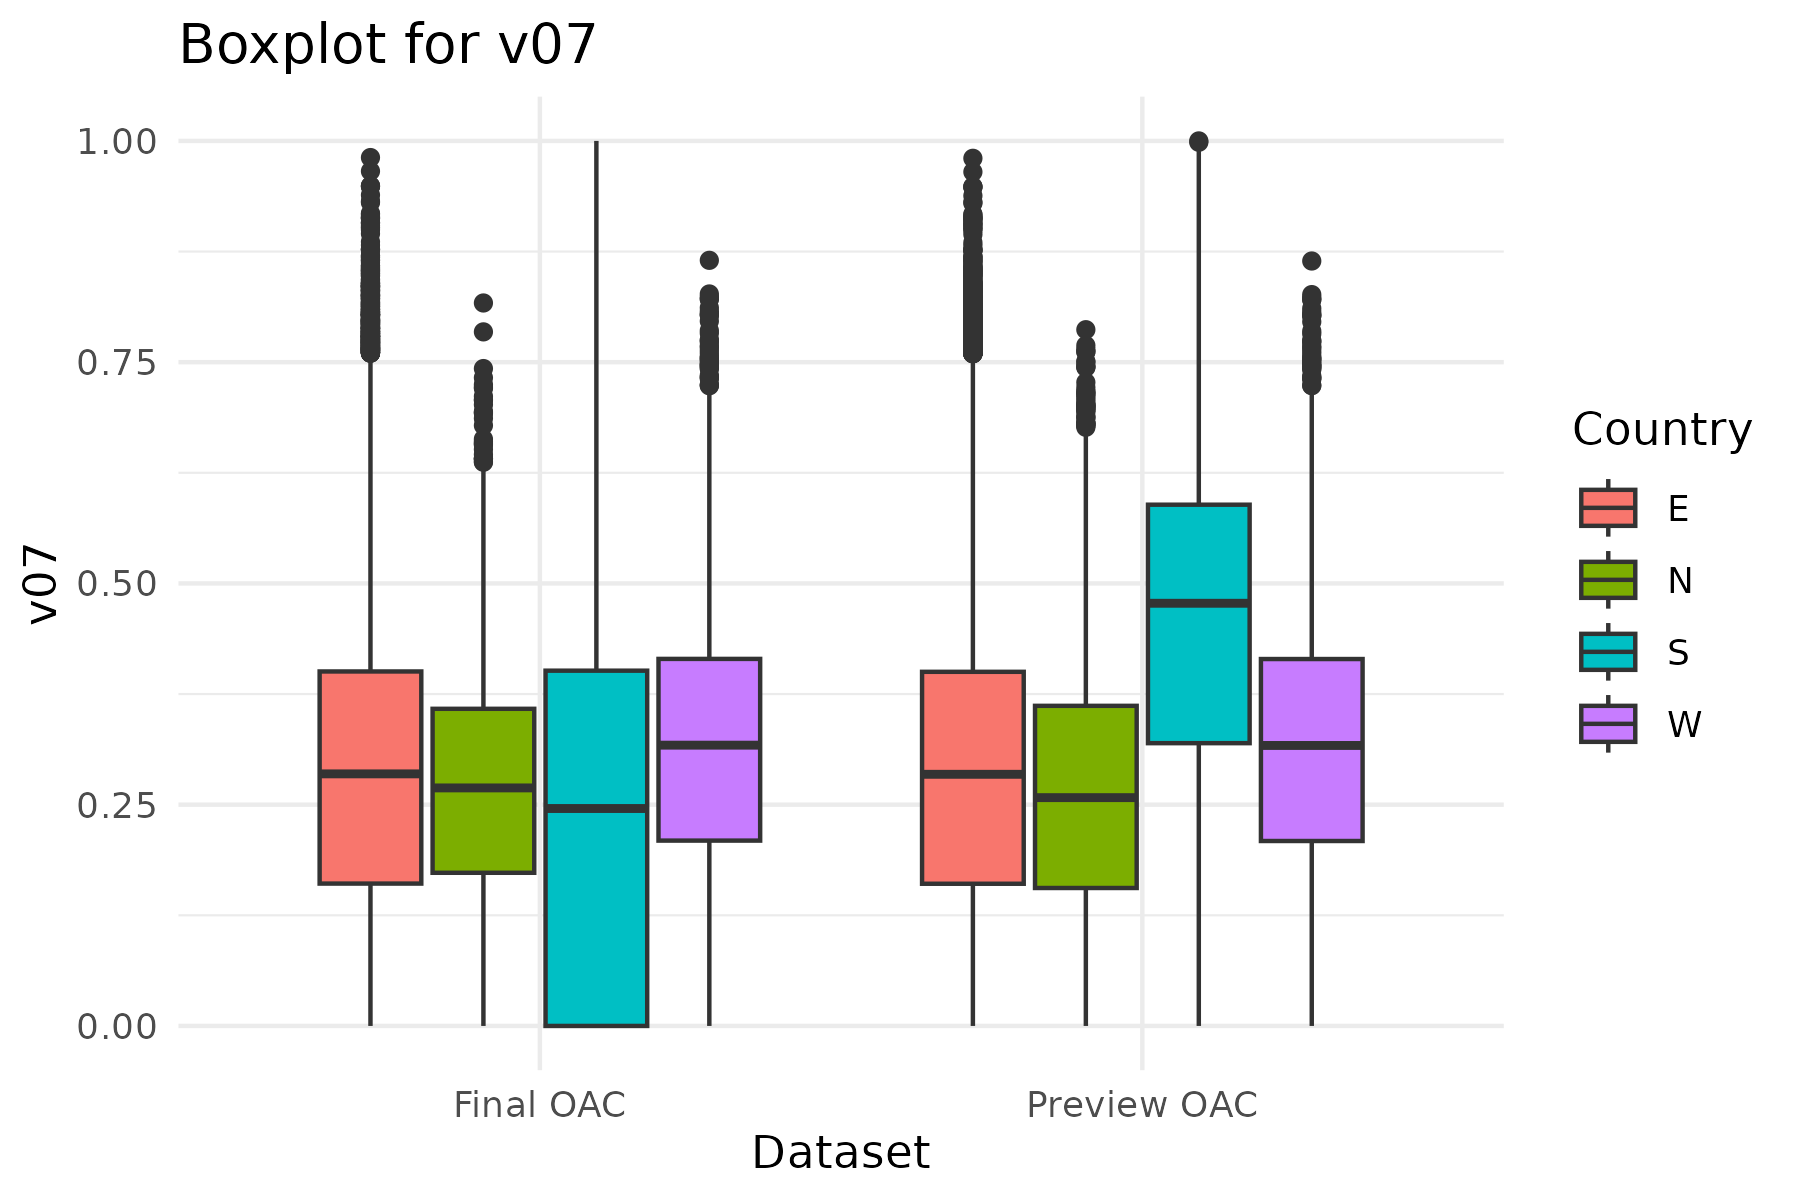 Boxplot for v07
1.00
0.75
0.50
0.25
0.00
v07
Final OAC
Preview OAC
Dataset
Country
E
N
S
W